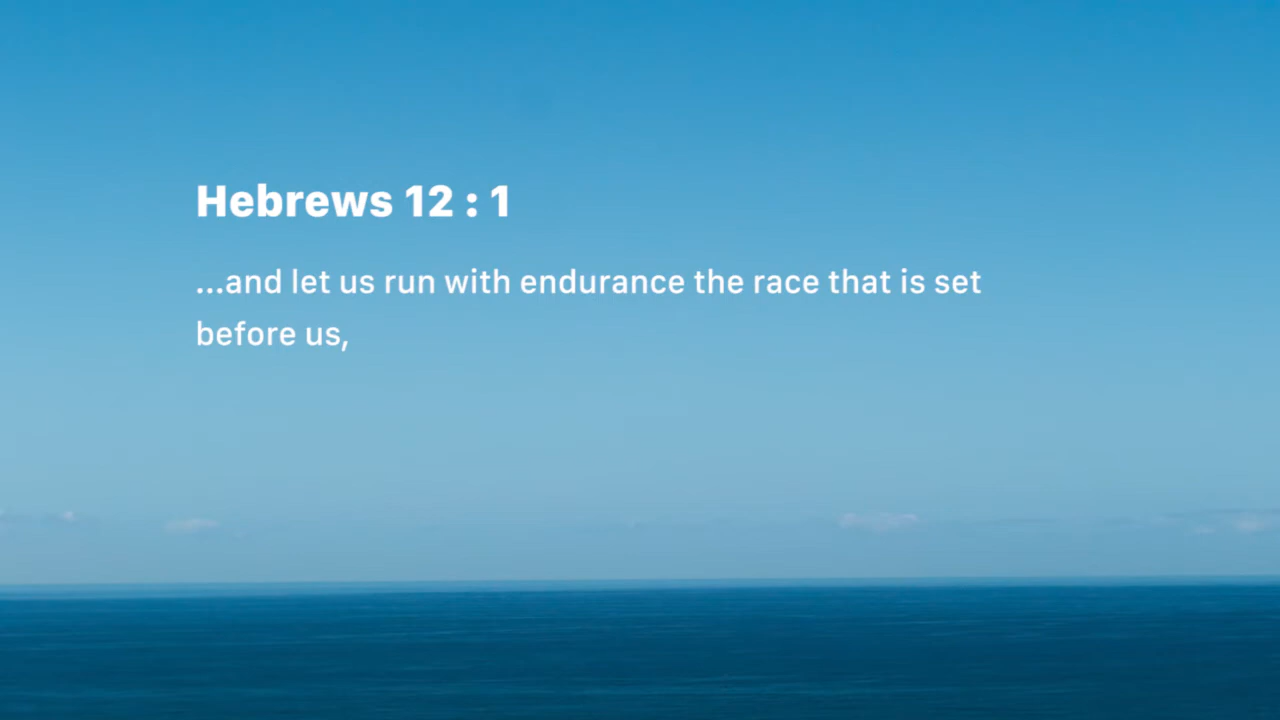 Hebrews 12 : 1
...and let us run with endurance the race that is set
before us,